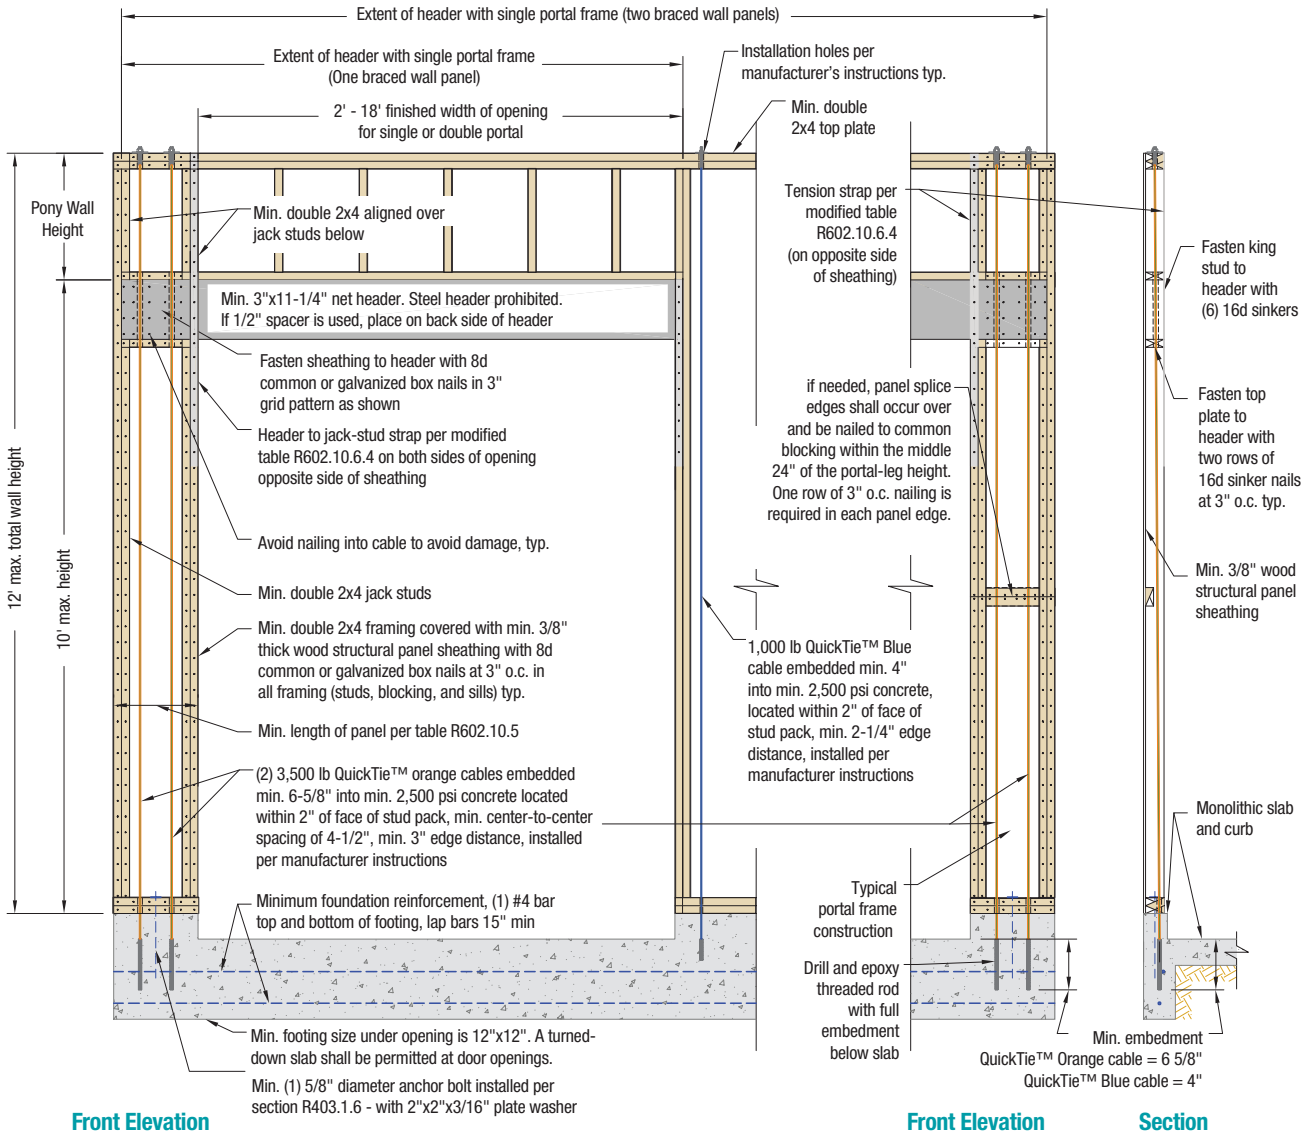 Extent of header with single portal frame (two braced wall panels)
Extent of header with single portal frame
(One braced wall panel)
2' - 18' finished width of opening
for single or double portal
Installation holes per
manufacturer's instructions typ.
Min. double
2x4 top plate
Pony Wall
Height
Min. double 2x4 aligned over
jack studs below
Tension strap per
modified table
R602.10.6.4
(on opposite side
of sheathing)
Fasten king
stud to
header with
(6) 16d sinkers
Min. 3"x11-1/4" net header. Steel header prohibited.
If 1/2" spacer is used, place on back side of header
Fasten sheathing to header with 8d
common or galvanized box nails in 3"
grid pattern as shown
if needed, panel splice
edges shall occur over
and be nailed to common
blocking within the middle
24" of the portal-leg height.
One row of 3" o.c. nailing is
required in each panel edge.
Fasten top
plate to
header with
two rows of
16d sinker nails
at 3" o.c. typ.
Header to jack-stud strap per modified
table R602.10.6.4 on both sides of opening
opposite side of sheathing
12' max. total wall height
10' max. height
Avoid nailing into cable to avoid damage, typ.
Min. double 2x4 jack studs
Min. 3/8" wood
structural panel
sheathing
Min. double 2x4 framing covered with min. 3/8"
thick wood structural panel sheathing with 8d
common or galvanized box nails at 3" o.c. in
all framing (studs, blocking, and sills) typ.
1,000 lb QuickTie™ Blue
cable embedded min. 4"
into min. 2,500 psi concrete,
located within 2" of face of
stud pack, min. 2-1/4" edge
distance, installed per
manufacturer instructions
Min. length of panel per table R602.10.5
(2) 3,500 lb QuickTie™ orange cables embedded
min. 6-5/8" into min. 2,500 psi concrete located
within 2" of face of stud pack, min. center-to-center
spacing of 4-1/2", min. 3" edge distance, installed
per manufacturer instructions
Monolithic slab
and curb
Minimum foundation reinforcement, (1) #4 bar
top and bottom of footing, lap bars 15" min
Typical
portal frame
construction
Drill and epoxy
threaded rod
with full
embedment
below slab
Min. footing size under opening is 12"x12". A turned-
down slab shall be permitted at door openings.
Min. embedment
QuickTie™ Orange cable = 6 5/8"
QuickTie™ Blue cable = 4"
Min. (1) 5/8" diameter anchor bolt installed per
section R403.1.6 - with 2"x2"x3/16" plate washer
Front Elevation
Front Elevation
Section